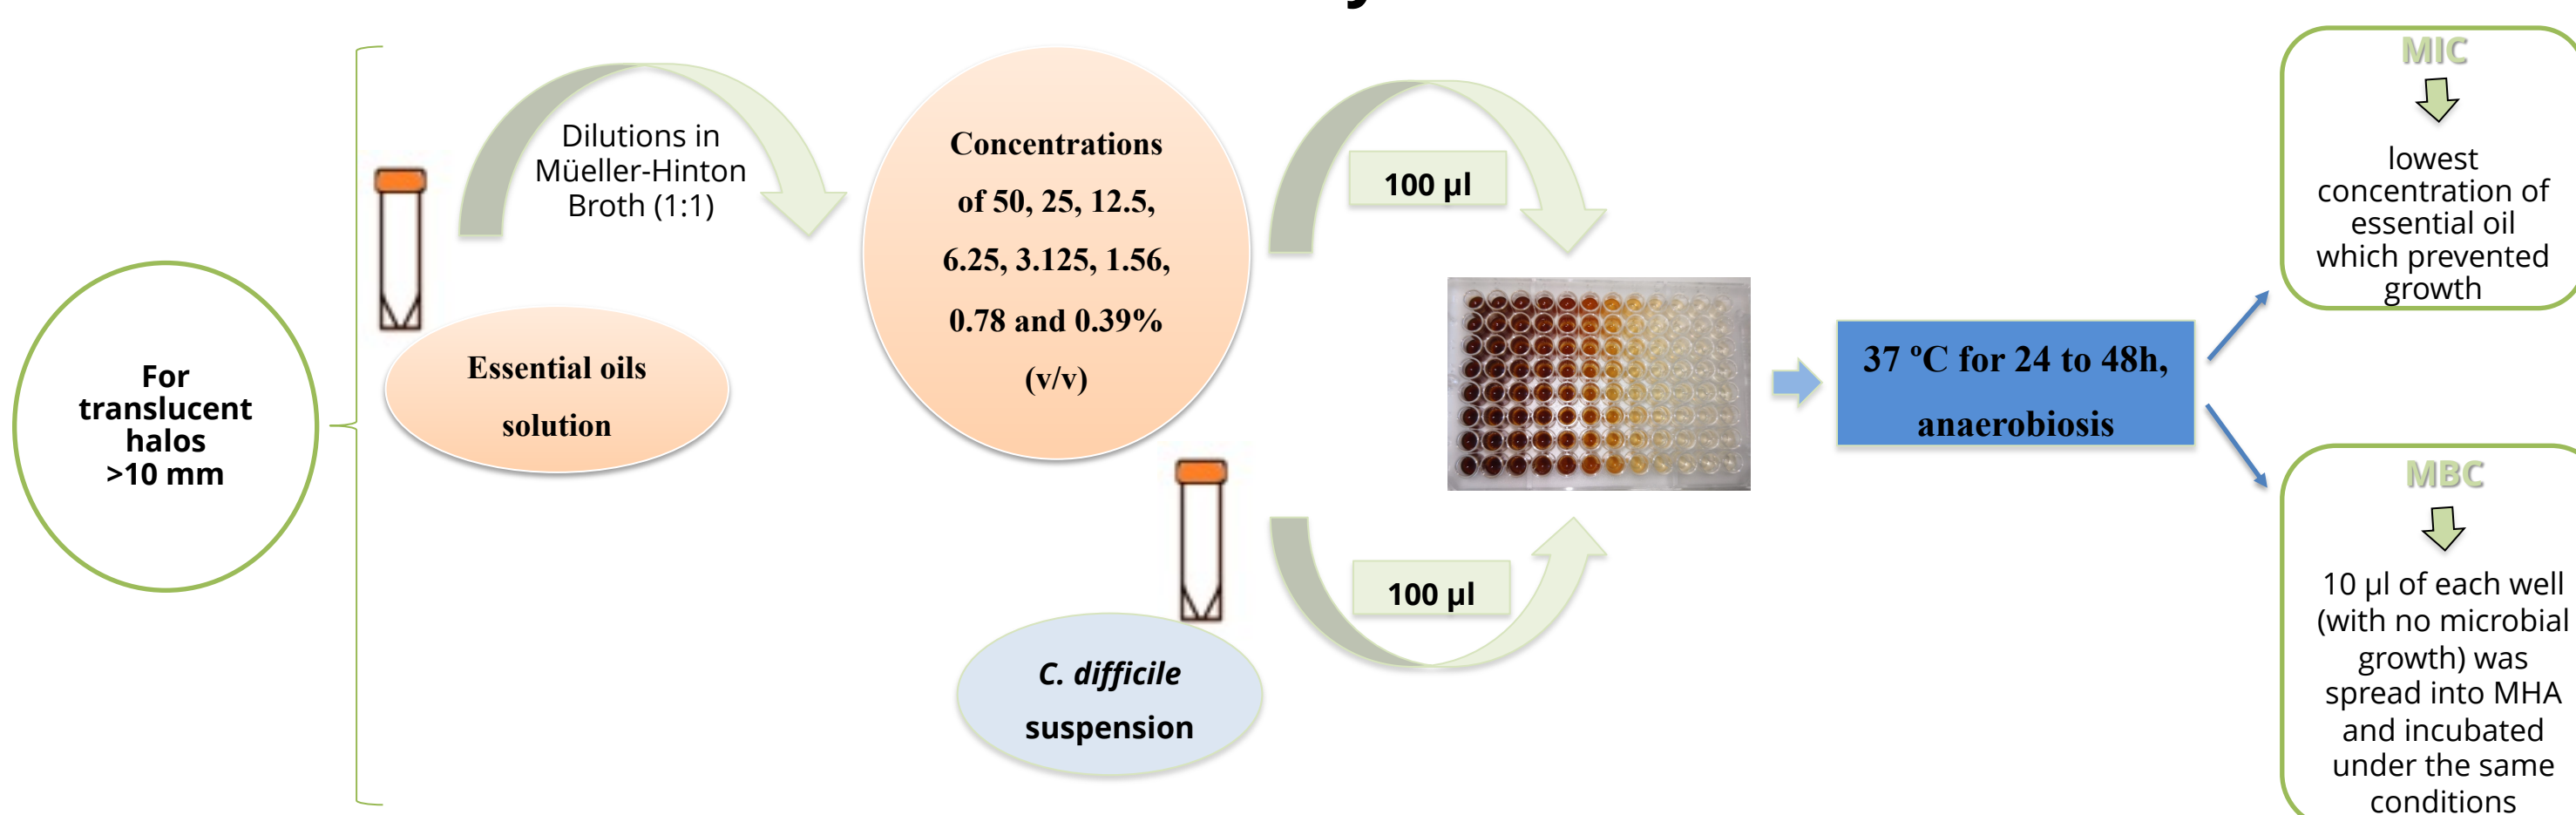 For
translucent
halos
>10 mm
Dilutions in
Müeller-Hinton
Broth (1:1)
Essential oils
solution
Concentrations
of 50, 25, 12.5,
6.25, 3.125, 1.56,
0.78 and 0.39%
(v/v)
100 µl
C. difficile
suspension
100 µl
37 ºC for 24 to 48h,
anaerobiosis
MIC
lowest
concentration of
essential oil
which prevented
growth
MBC
10 µl of each well
(with no microbial
growth) was
spread into MHA
and incubated
under the same
conditions